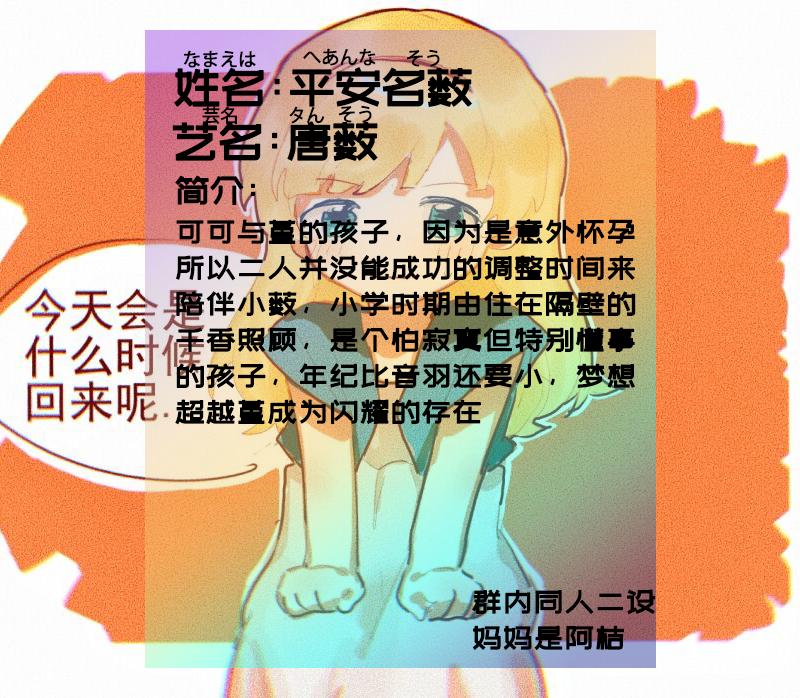 なまえは　へあんな　そう
姓名:平安名薮
芸名　タん　そう
艺名:唐薮
简介:
可可与堇的孩子，因为是意外怀孕
所以二人并没能成功的调整时间来
陪伴小薮，小学时期由住在隔壁的
千香照顾，是个怕寂寞但特别懂事
的孩子，年纪比音羽还要小，梦想
超越堇成为闪耀的存在
今天会是
什么时候
回来呢..
群内同人二设
妈妈是阿桔